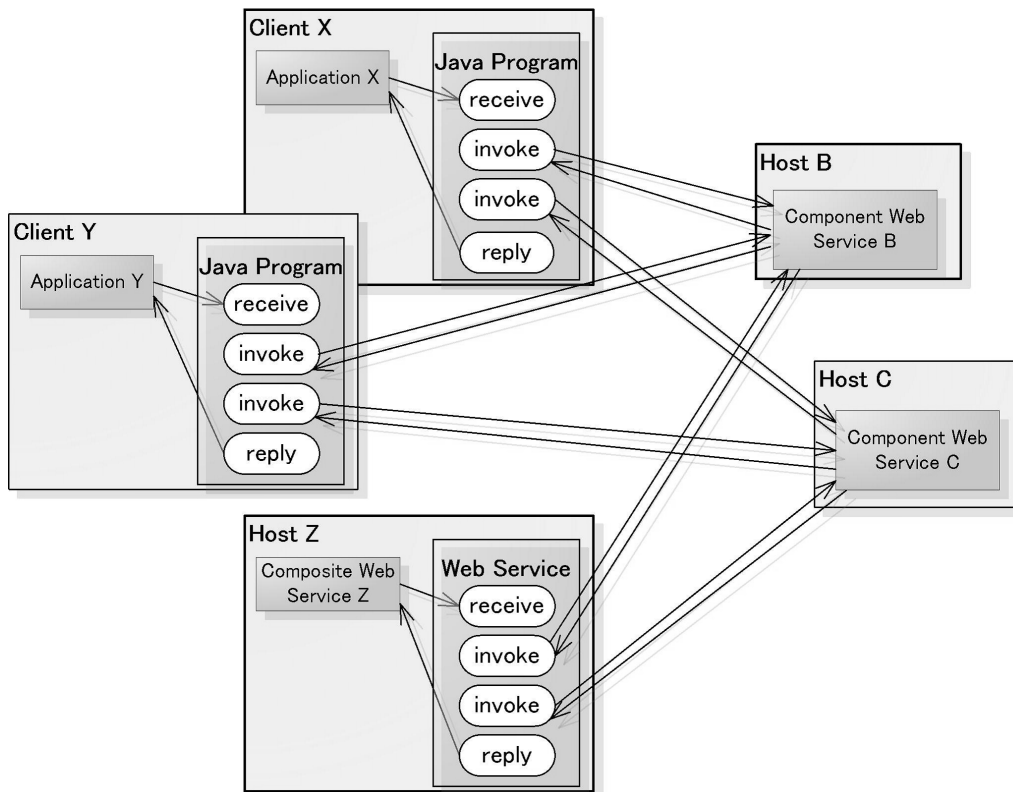 Client X
Application X
Java Program
receive
invoke
invoke
reply
Host B
Component Web
Service B
Client Y
Application Y
Java Program
receive
invoke
invoke
reply
Host C
Component Web
Service C
Host Z
Composite Web
Service Z
Web Service
receive
invoke
invoke
reply